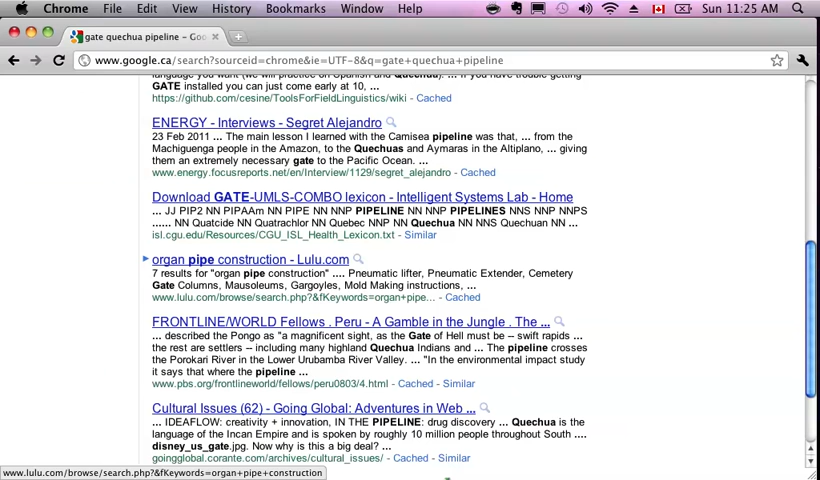 Chrome File Edit View History Bookmarks Window Help Sun 11:25 AM
gate quechua pipeline - Goo
www.google.ca/search?sourceid=chrome&ie=UTF-8&q=gate+quechua+pipeline
language you want (we will practice on Spanish and Quechua). ... If you have trouble getting
GATE installed you can just come early at 10, ...
https://github.com/cesine/ToolsForFieldLinguistics/wiki - Cached
ENERGY - Interviews - Segret Alejandro
23 Feb 2011 ... The main lesson I learned with the Camisea pipeline was that, ... from the
Machiguenga people in the Amazon, to the Quechuas and Aymaras in the Altiplano, ... giving
them an extremely necessary gate to the Pacific Ocean. ...
www.energy.focusreports.net/en/Interview/1129/segret_alejandro - Cached
Download GATE-UMLS-COMBO lexicon - Intelligent Systems Lab - Home
... JJ PIP2 NN PIPAAm NN PIPE NN NNP PIPELINE NN NNP PIPELINES NNS NNP NNPS
...... NN Quatcide NN Quatrachlor NN Quebec NNP NN Quechua NN NNS Quechuan NN ...
isl.cgu.edu/Resources/CGU_ISL_Health_Lexicon.txt - Similar
organ pipe construction - Lulu.com
7 results for "organ pipe construction" .... Pneumatic lifter, Pneumatic Extender, Cemetery
Gate Columns, Mausoleums, Gargoyles, Mold Making instructions, ...
www.lulu.com/browse/search.php?&fKeywords=organ+pipe... - Cached
FRONTLINE/WORLD Fellows . Peru - A Gamble in the Jungle . The ...
... described the Pongo as "a magnificent sight, as the Gate of Hell must be -- swift rapids ...
the rest are settlers -- including many highland Quechua Indians and ... The pipeline crosses
the Porokari River in the Lower Urubamba River Valley. ... "In the environmental impact study
it says that where the pipeline ...
www.pbs.org/frontlineworld/fellows/peru0803/4.html - Cached - Similar
Cultural Issues (62) - Going Global: Adventures in Web ...
... IDEAFLOW: creativity + innovation, IN THE PIPELINE: drug discovery ... Quechua is the
language of the Incan Empire and is spoken by roughly 10 million people throughout South ....
disney_us_gate.jpg. Now why is this a big deal? ...
goingglobal.corante.com/archives/cultural_issues/ - Cached - Similar
www.lulu.com/browse/search.php?&fKeywords=organ+pipe+construction